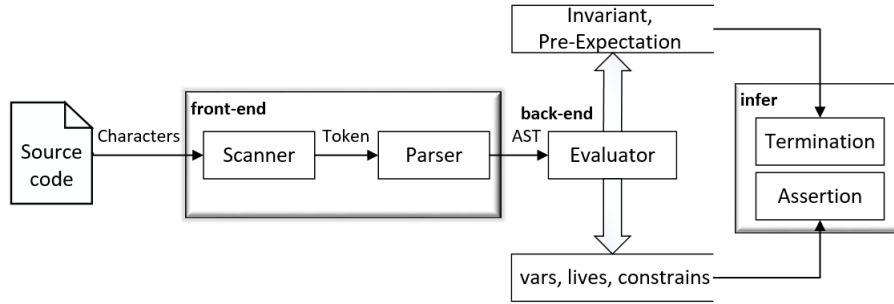 Invariant,
Pre-Expectation
front-end
back-end
infer
Source
code
Characters
Scanner
Token
Parser
AST
Evaluator
Termination
Assertion
vars, lives, constrains